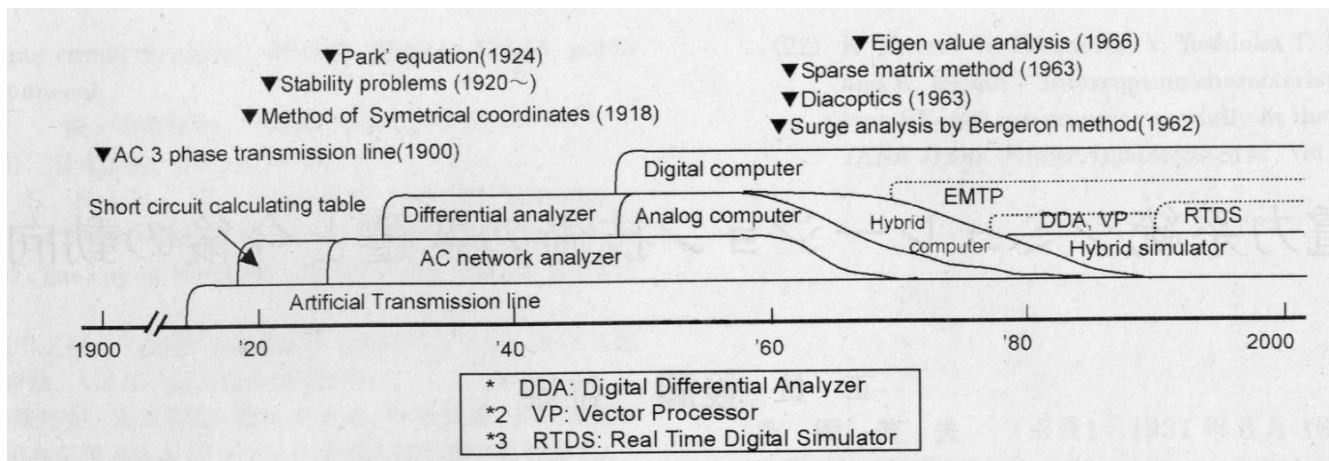 ▼Park equation(1924)
▼Stability problems (1920～)
▼Method of Symetrical coordinates (1918)
▼AC 3 phase transmission line(1900)
▼Eigen value analysis (1966)
▼Sparse matrix method (1963)
▼Diacoptics (1963)
▼Surge analysis by Bergeron method(1962)
Digital computer
Short circuit calculating table
Differential analyzer
Analog computer
Hybrid
computer
EMTP
DDA, VP
RTDS
AC network analyzer
Hybrid simulator
Artificial Transmission line
1900 '20 '40 '60 '80 2000
* DDA: Digital Differential Analyzer
*2 VP: Vector Processor
*3 RTDS: Real Time Digital Simulator